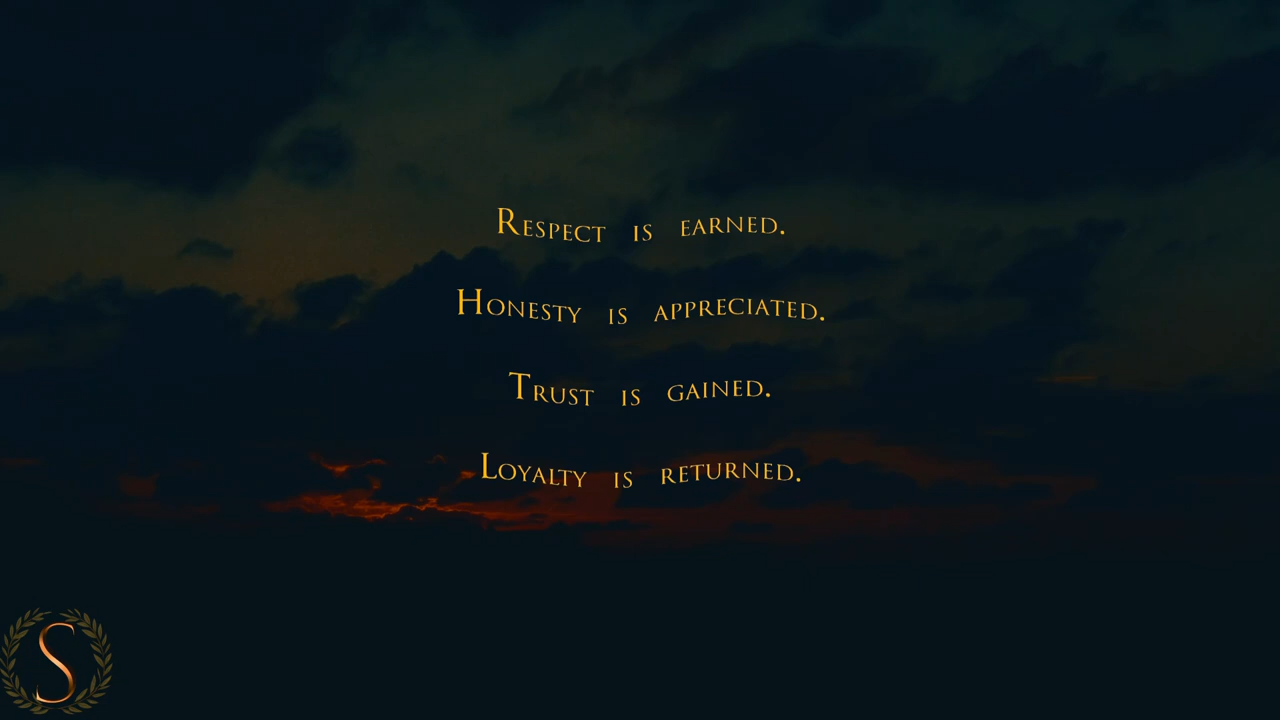 Respect is earned.
Honesty is appreciated.
Trust is gained.
Loyalty is returned.
S